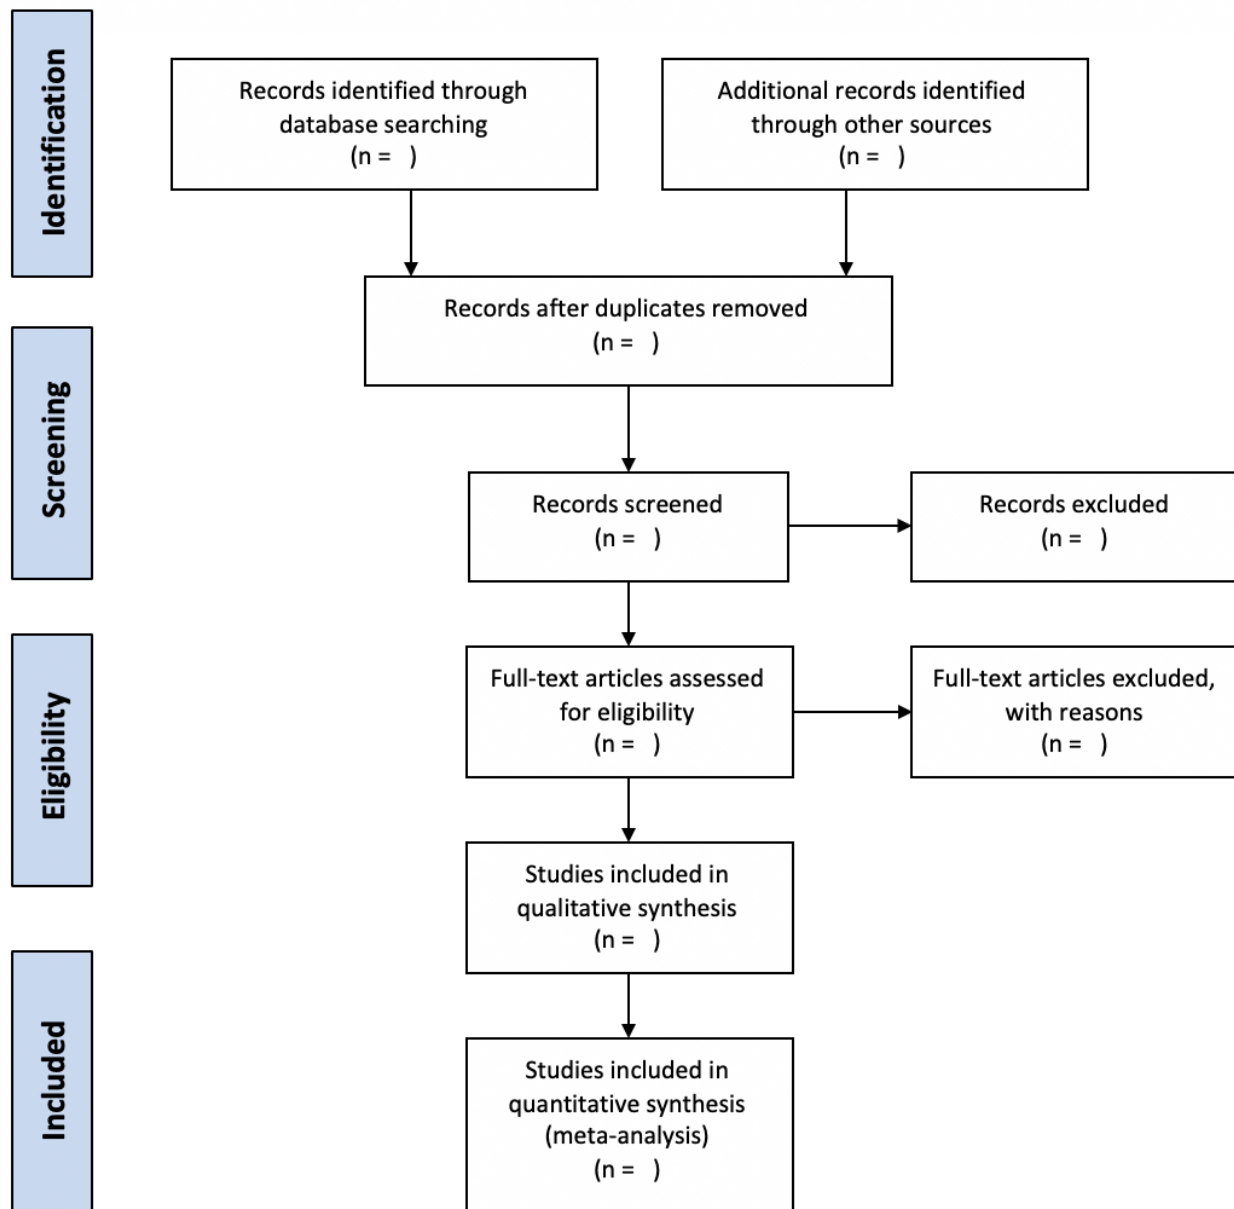 Identification
Records identified through
database searching
(n =   )
Additional records identified
through other sources
(n =   )
Records after duplicates removed
(n =   )
Screening
Records screened
(n =   )
Records excluded
(n =   )
Eligibility
Full-text articles assessed
for eligibility
(n =   )
Full-text articles excluded,
with reasons
(n =   )
Studies included in
qualitative synthesis
(n =   )
Included
Studies included in
quantitative synthesis
(meta-analysis)
(n =   )